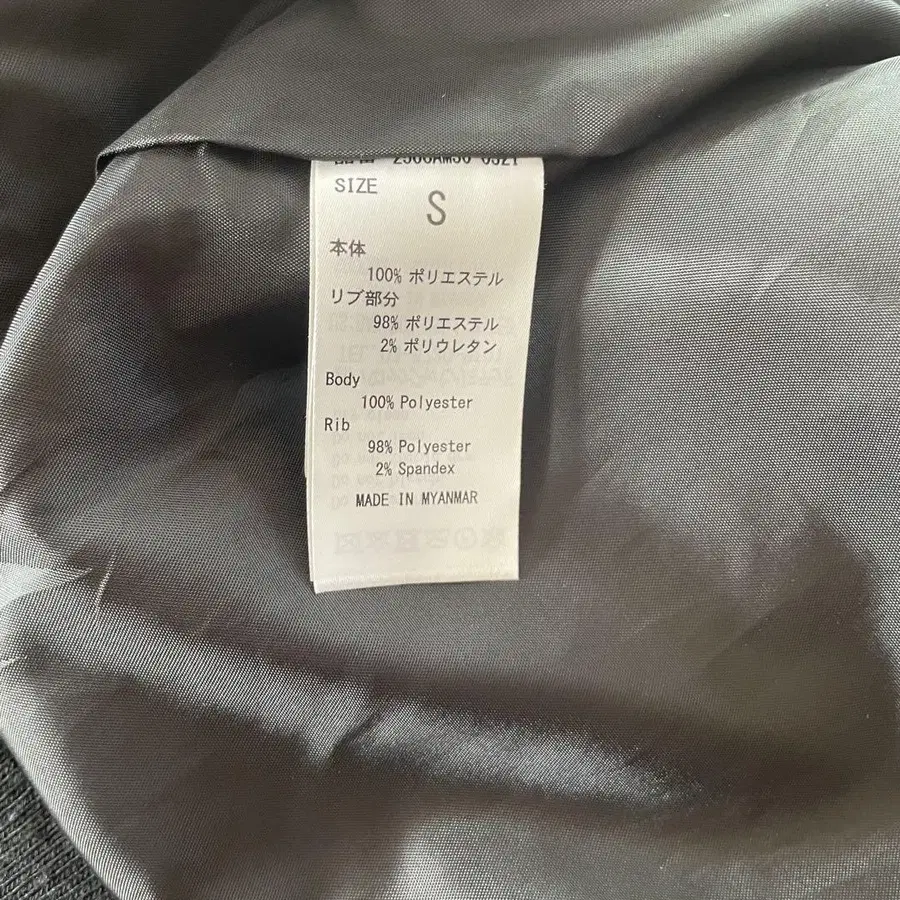 SIZE
S
本体
100% ポリエステル
リブ部分
98% ポリエステル
2% ポリウレタン
Body
100% Polyester
Rib
98% Polyester
2% Spandex
MADE IN MYANMAR